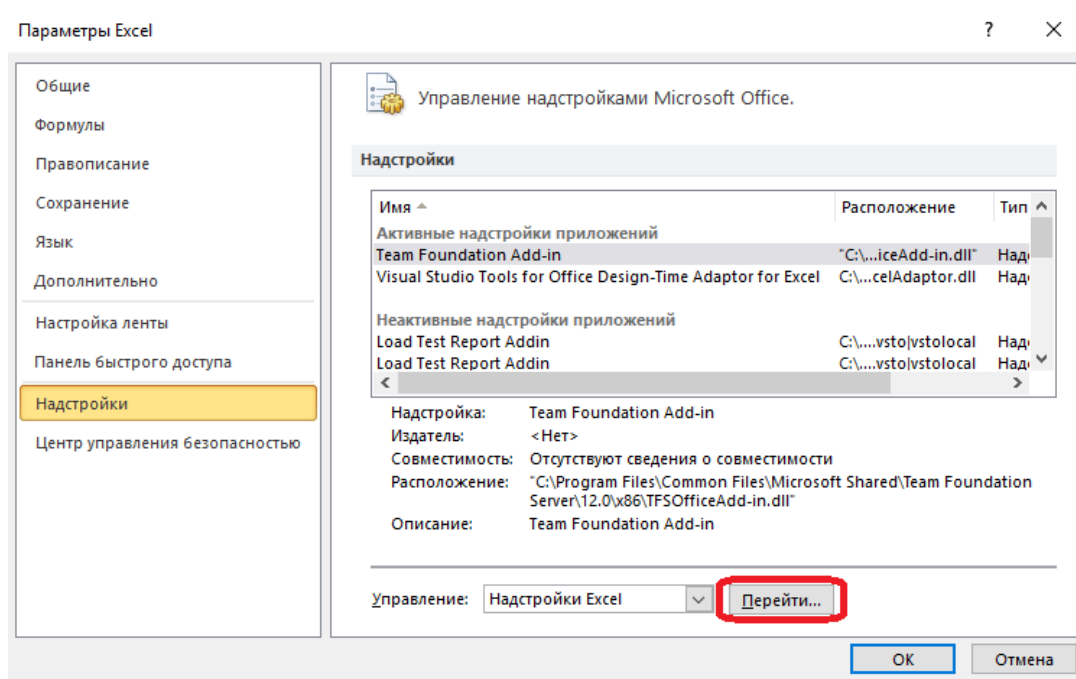 Параметры Excel
?
Общие
Формулы
Правописание
Сохранение
Язык
Дополнительно
Настройка ленты
Панель быстрого доступа
Надстройки
Центр управления безопасностью
Управление надстройками Microsoft Office.
Надстройки
Имя Расположение Тип
Активные надстройки приложений
Team Foundation Add-in "C:\...iceAdd-in.dll" Над
Visual Studio Tools for Office Design-Time Adaptor for Excel C:\...celAdaptor.dll Над
Неактивные надстройки приложений
Load Test Report Addin C:\....vsto|vstolocal Над
Load Test Report Addin C:\....vsto|vstolocal Над
Надстройка: Team Foundation Add-in
Издатель: <Нет>
Совместимость: Отсутствуют сведения о совместимости
Расположение: "C:\Program Files\Common Files\Microsoft Shared\Team Foundation
Server\12.0\x86\TFSOfficeAdd-in.dll"
Описание: Team Foundation Add-in
Управление: Надстройки Excel Перейти...
ОК Отмена